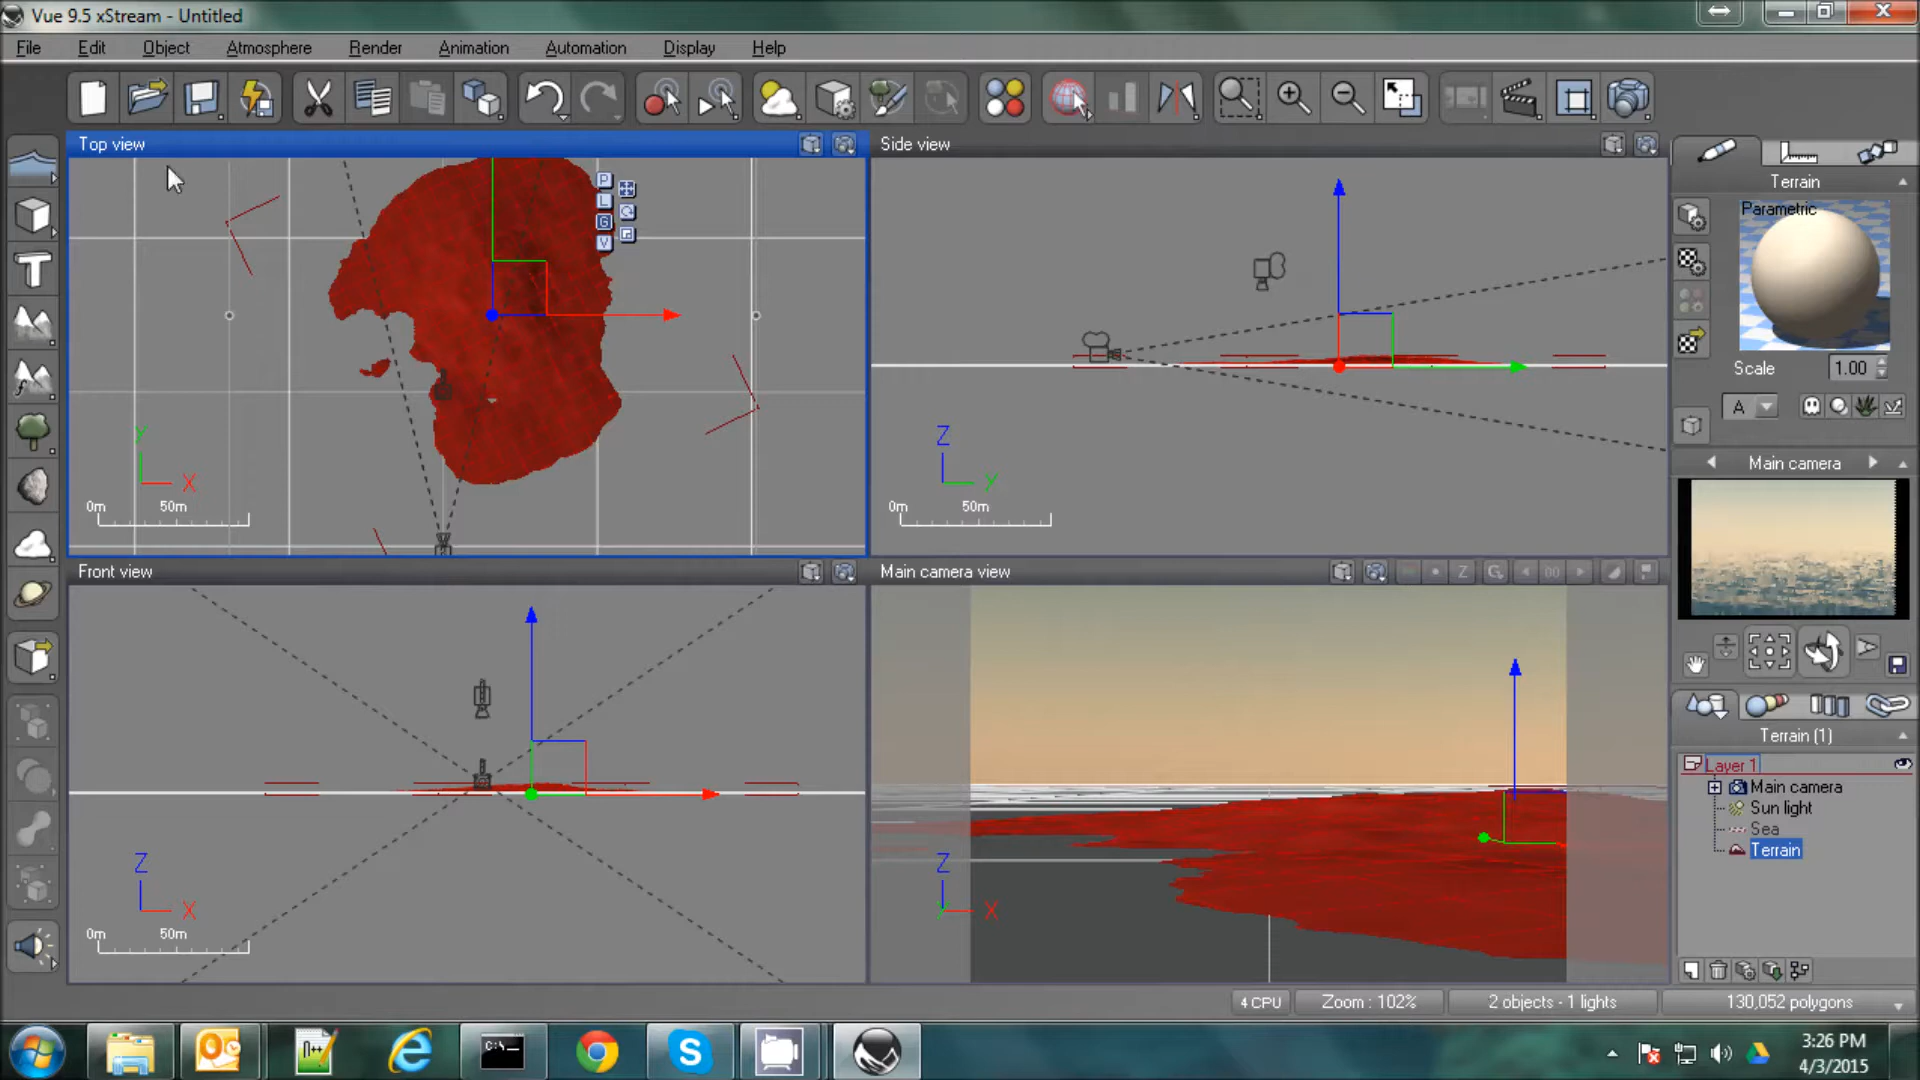 Vue 9.5 xStream - Untitled
File Edit Object Atmosphere Render Animation Automation Display Help
Top view
Side view
Terrain
Parametric
P
L
G
V
Scale 1.00
A
Y
X
0m 50m
Z
Y
0m 50m
Main camera
Front view
Main camera view
Z
G
Terrain (1)
Layer 1
Main camera
Sun light
Sea
Terrain
Z
X
0m 50m
Z
X
4 CPU
Zoom : 102%
2 objects - 1 lights
130,052 polygons
C:\
n++
3:26 PM
4/3/2015